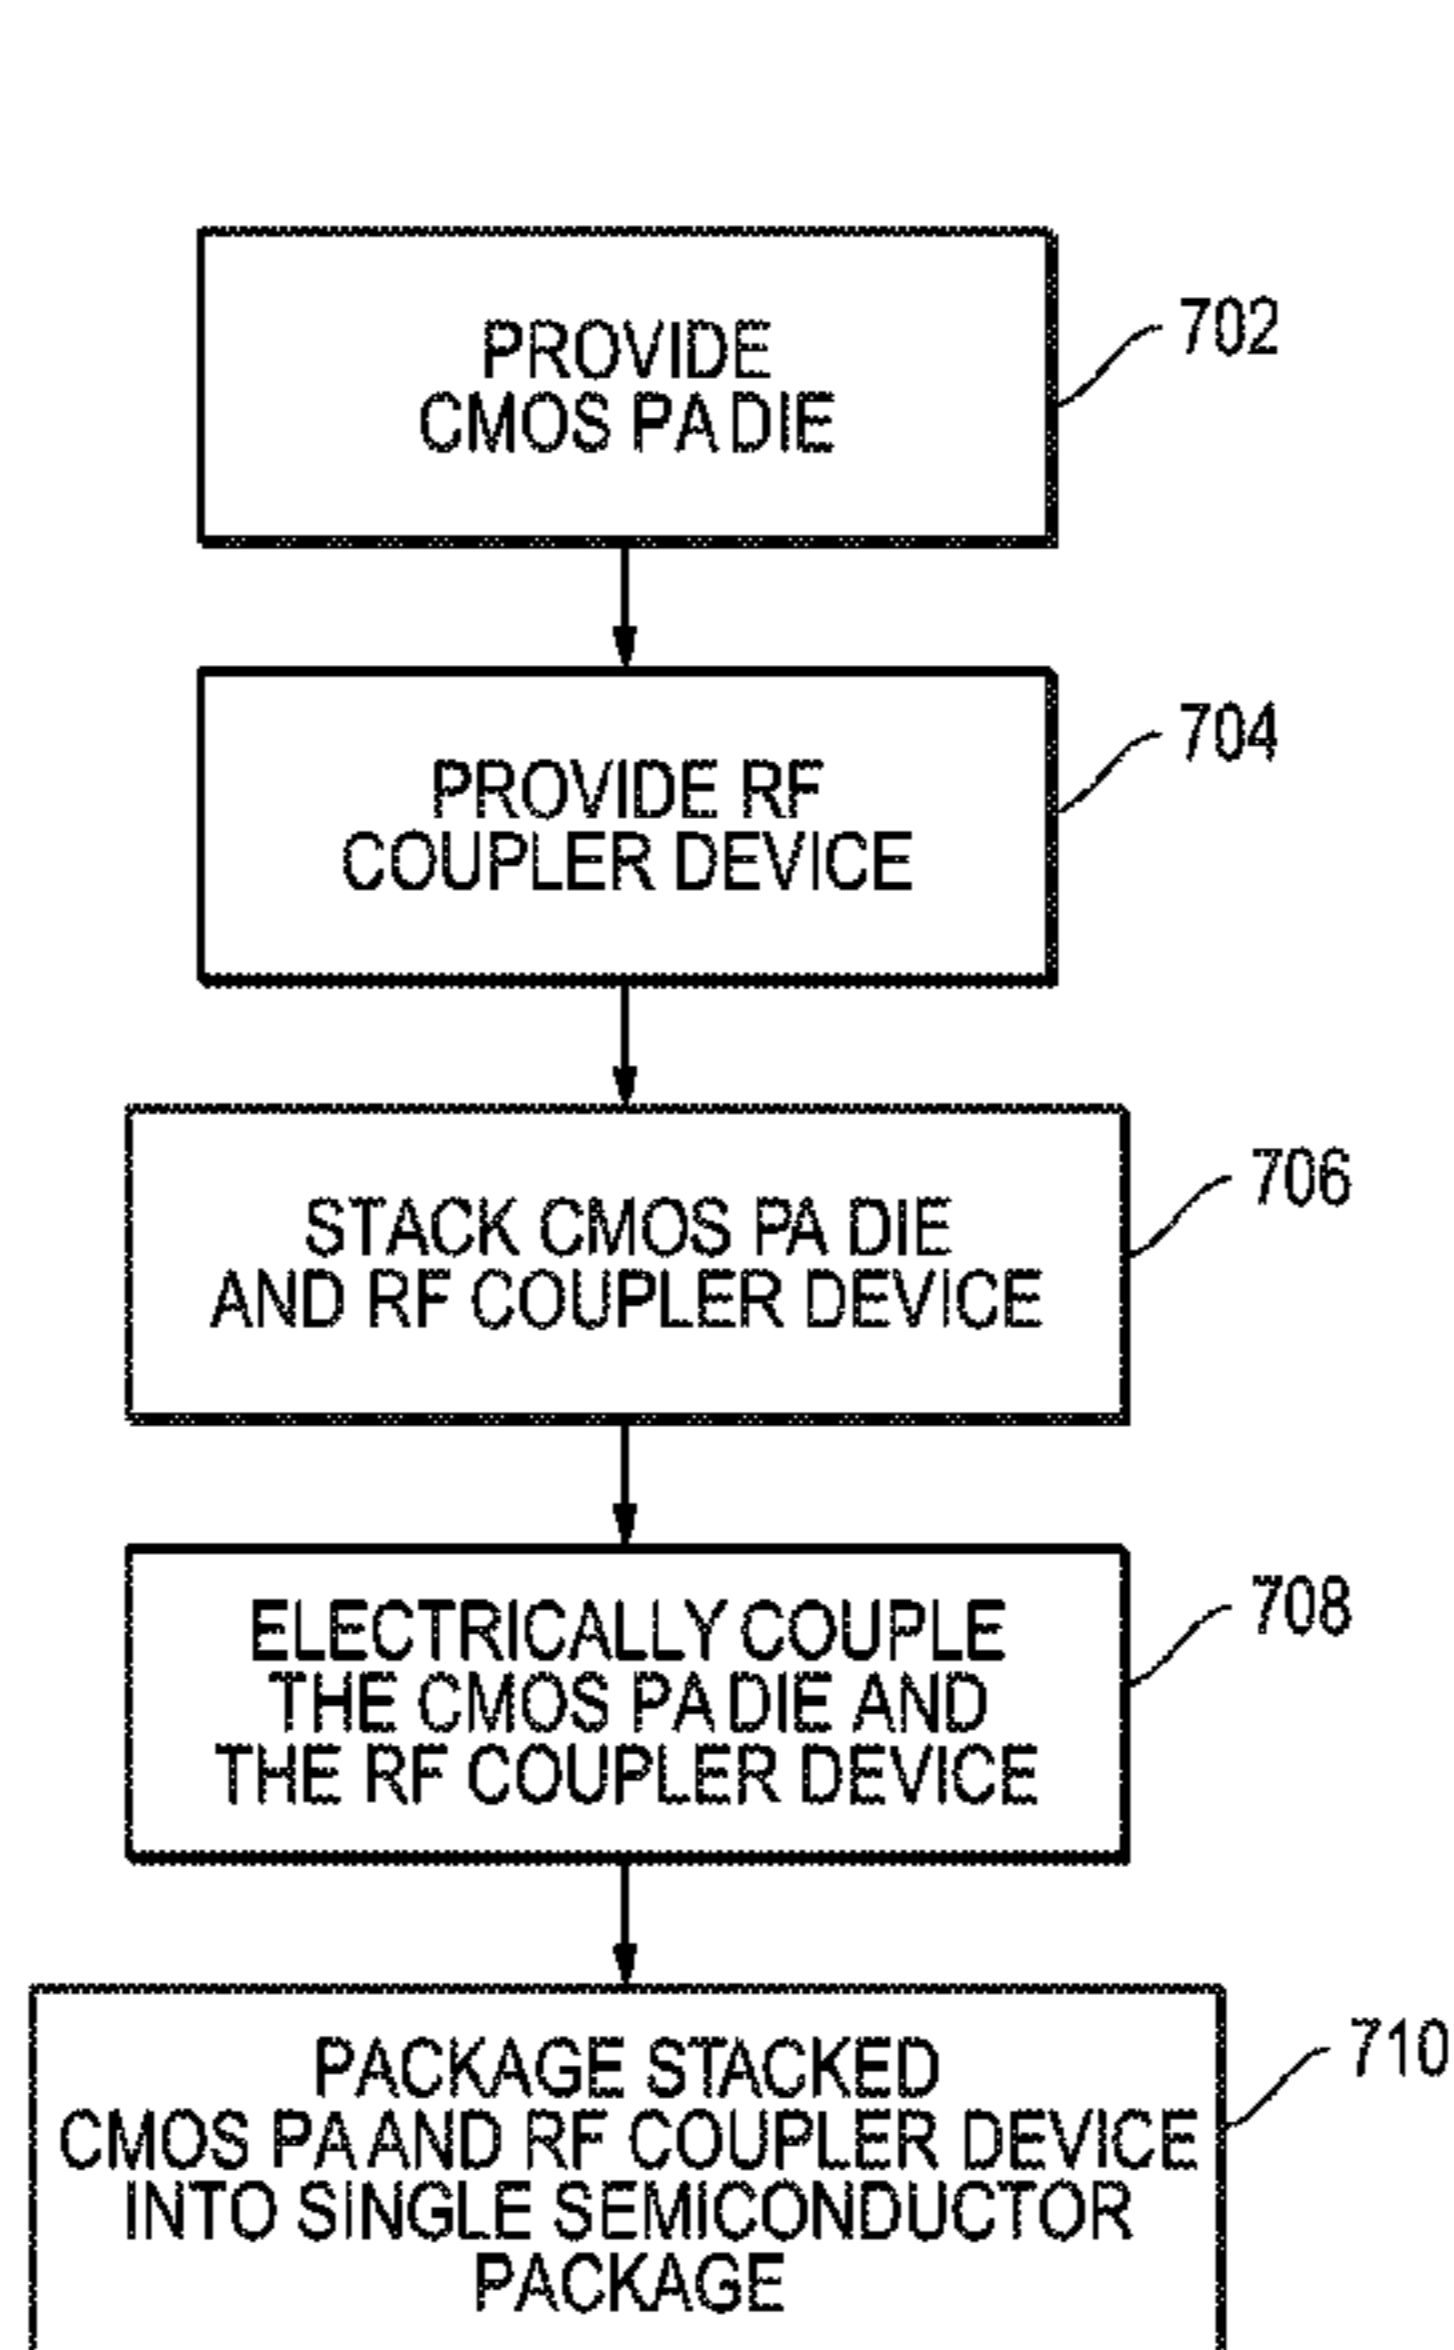 PROVIDE
CMOS PA DIE
702
PROVIDE RF
COUPLER DEVICE
704
STACK CMOS PA DIE
AND RF COUPLER DEVICE
706
ELECTRICALLY COUPLE
THE CMOS PA DIE AND
THE RF COUPLER DEVICE
708
PACKAGE STACKED
CMOS PA AND RF COUPLER DEVICE
INTO SINGLE SEMICONDUCTOR
PACKAGE
710